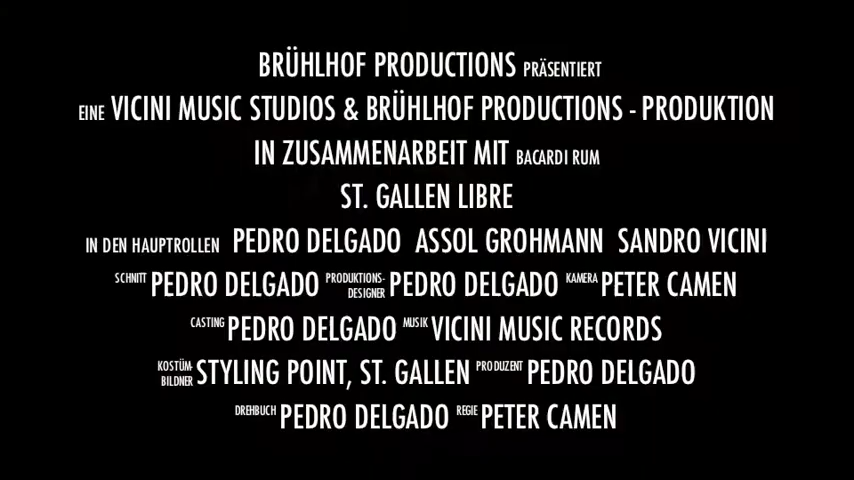 BRÜHLHOF PRODUCTIONS PRÄSENTIERT
EINE VICINI MUSIC STUDIOS & BRÜHLHOF PRODUCTIONS - PRODUKTION
IN ZUSAMMENARBEIT MIT BACARDI RUM
ST. GALLEN LIBRE
IN DEN HAUPTROLLEN PEDRO DELGADO ASSOL GROHMANN SANDRO VICINI
SCHNITT PEDRO DELGADO PRODUKTIONS-DESIGNER PEDRO DELGADO KAMERA PETER CAMEN
CASTING PEDRO DELGADO MUSIK VICINI MUSIC RECORDS
KOSTÜM-BILDNER STYLING POINT, ST. GALLEN PRODUZENT PEDRO DELGADO
DREHBUCH PEDRO DELGADO REGIE PETER CAMEN